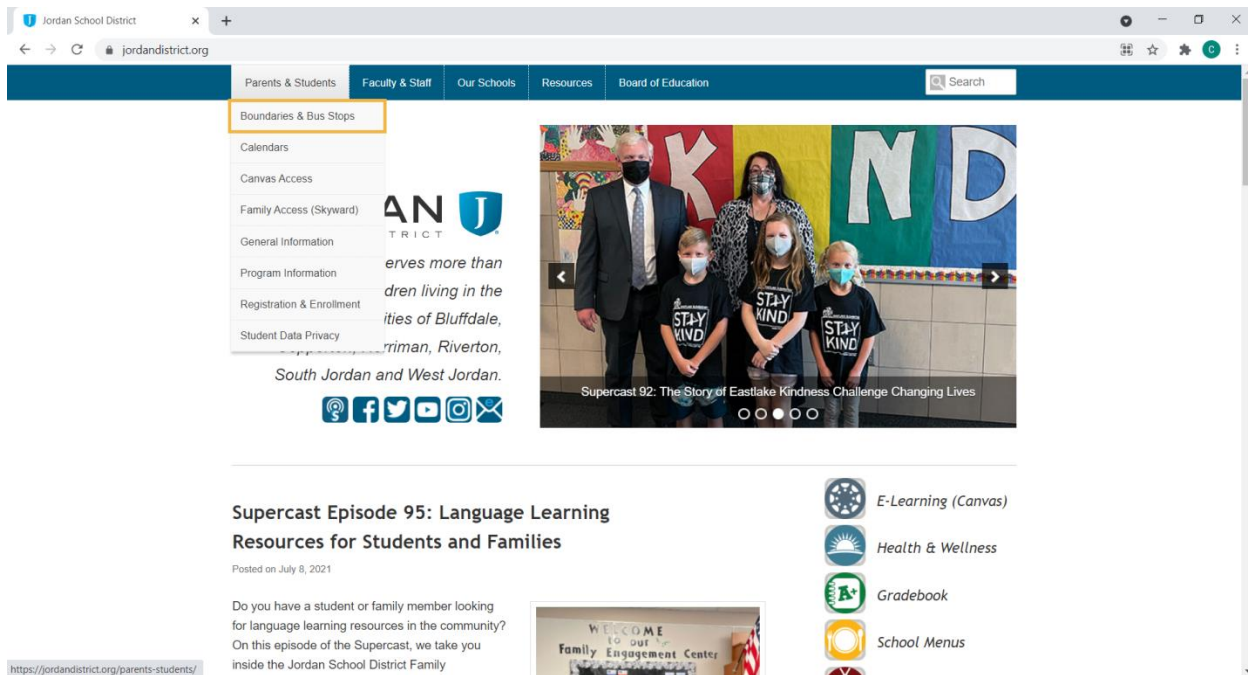 Jordan School District
jordandistrict.org
Parents & Students
Faculty & Staff
Our Schools
Resources
Board of Education
Search
Boundaries & Bus Stops
Calendars
Canvas Access
Family Access (Skyward)
General Information
Program Information
Registration & Enrollment
Student Data Privacy
AN J
TRICT
erves more than
dren living in the
ities of Bluffdale,
rriman, Riverton,
South Jordan and West Jordan.
K N D
STAY KIND
STAY KIND
STAY KIND
Supercast 92: The Story of Eastlake Kindness Challenge Changing Lives
Supercast Episode 95: Language Learning
Resources for Students and Families
Posted on July 8, 2021
Do you have a student or family member looking
for language learning resources in the community?
On this episode of the Supercast, we take you
inside the Jordan School District Family
WELCOME
to our
Family Engagement Center
E-Learning (Canvas)
Health & Wellness
A+
Gradebook
School Menus
C
https://jordandistrict.org/parents-students/